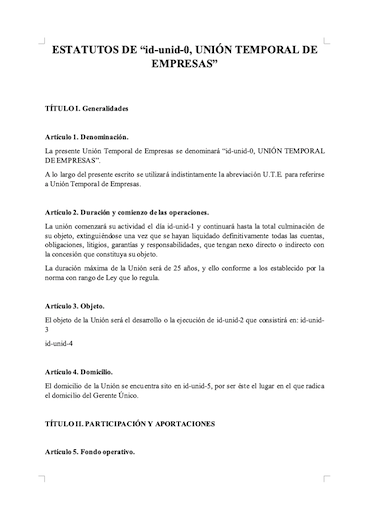 ESTATUTOS DE “id-unid-0, UNIÓN TEMPORAL DE
EMPRESAS”
TÍTULO I. Generalidades
Artículo 1. Denominación.
La presente Unión Temporal de Empresas se denominará “id-unid-0, UNIÓN TEMPORAL
DE EMPRESAS”.
A lo largo del presente escrito se utilizará indistintamente la abreviación U.T.E. para referirse
a Unión Temporal de Empresas.
Artículo 2. Duración y comienzo de las operaciones.
La unión comenzará su actividad el día id-unid-1 y continuará hasta la total culminación de
su objeto, extinguiéndose una vez que se hayan liquidado definitivamente todas las cuentas,
obligaciones, litigios, garantías y responsabilidades, que tengan nexo directo o indirecto con
la concesión que constituya su objeto.
La duración máxima de la Unión será de 25 años, y ello conforme a los establecido por la
norma con rango de Ley que lo regula.
Artículo 3. Objeto.
El objeto de la Unión será el desarrollo o la ejecución de id-unid-2 que consistirá en: id-unid-
3
id-unid-4
Artículo 4. Domicilio.
El domicilio de la Unión se encuentra sito en id-unid-5, por ser éste el lugar en el que radica
el domicilio del Gerente Único.
TÍTULO II. PARTICIPACIÓN Y APORTACIONES
Artículo 5. Fondo operativo.